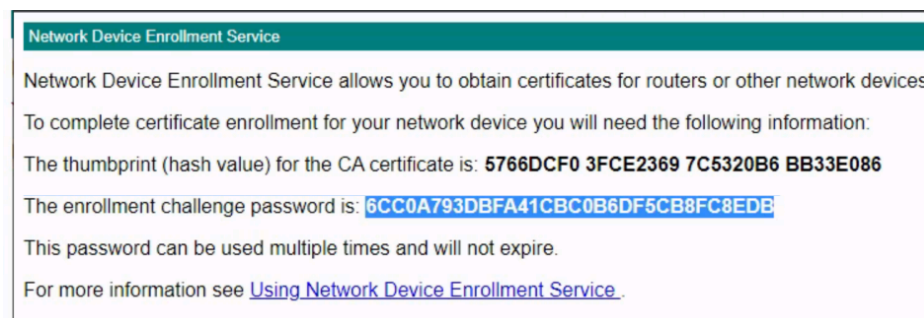 Network Device Enrollment Service
Network Device Enrollment Service allows you to obtain certificates for routers or other network devices
To complete certificate enrollment for your network device you will need the following information:
The thumbprint (hash value) for the CA certificate is: 5766DCF0 3FCE2369 7C5320B6 BB33E086
The enrollment challenge password is: 6CC0A793DBFA41CBC0B6DF5CB8FC8EDB
This password can be used multiple times and will not expire.
For more information see Using Network Device Enrollment Service .